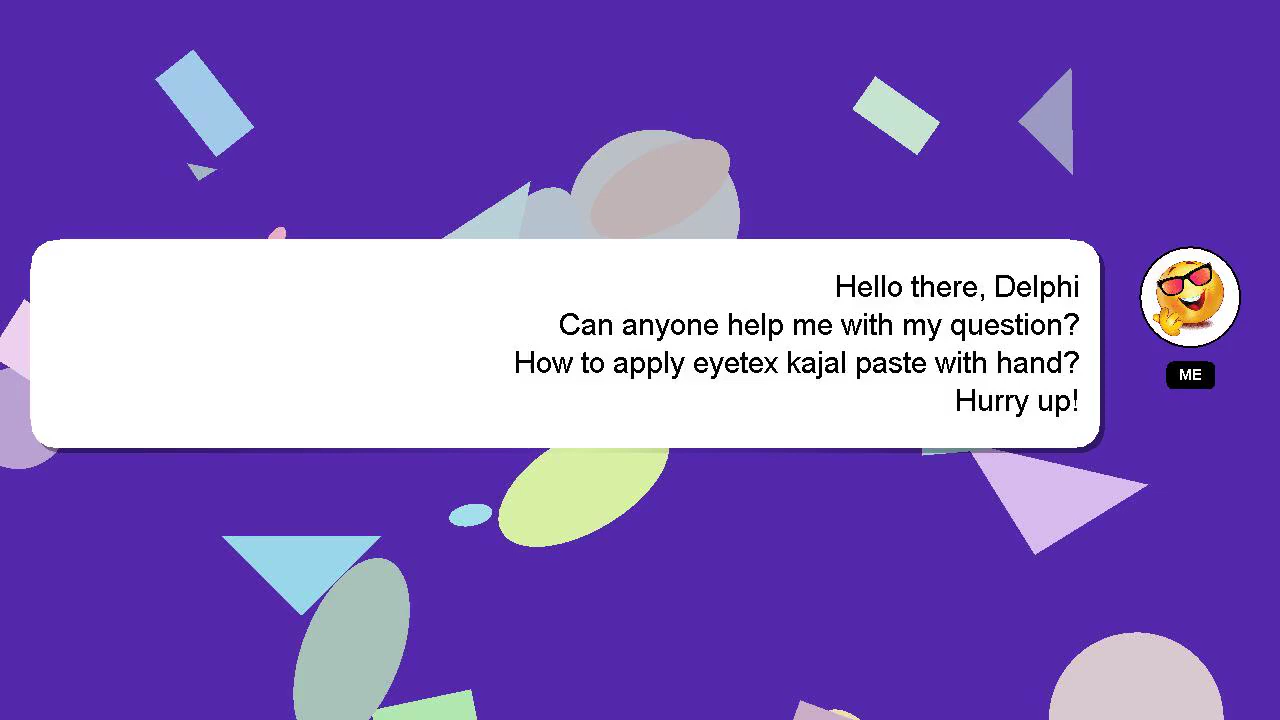 Hello there, Delphi
Can anyone help me with my question?
How to apply eyetex kajal paste with hand?
Hurry up!
ME